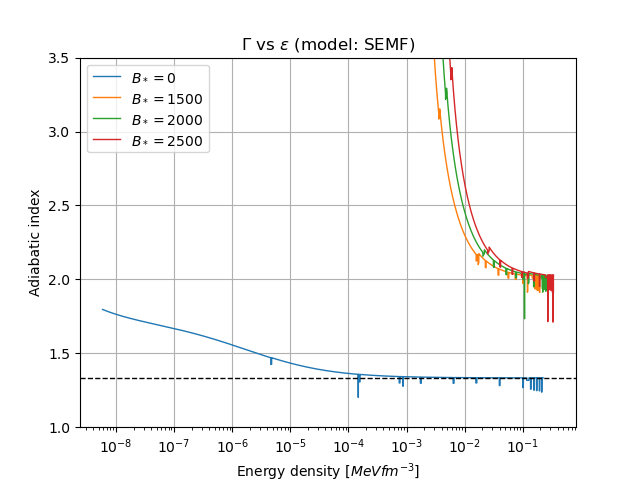 Γ vs ε (model: SEMF)
B* = 0
B* = 1500
B* = 2000
B* = 2500
Adiabatic index
3.5
3.0
2.5
2.0
1.5
1.0
10⁻⁸ 10⁻⁷ 10⁻⁶ 10⁻⁵ 10⁻⁴ 10⁻³ 10⁻² 10⁻¹
Energy density [MeVfm⁻³]